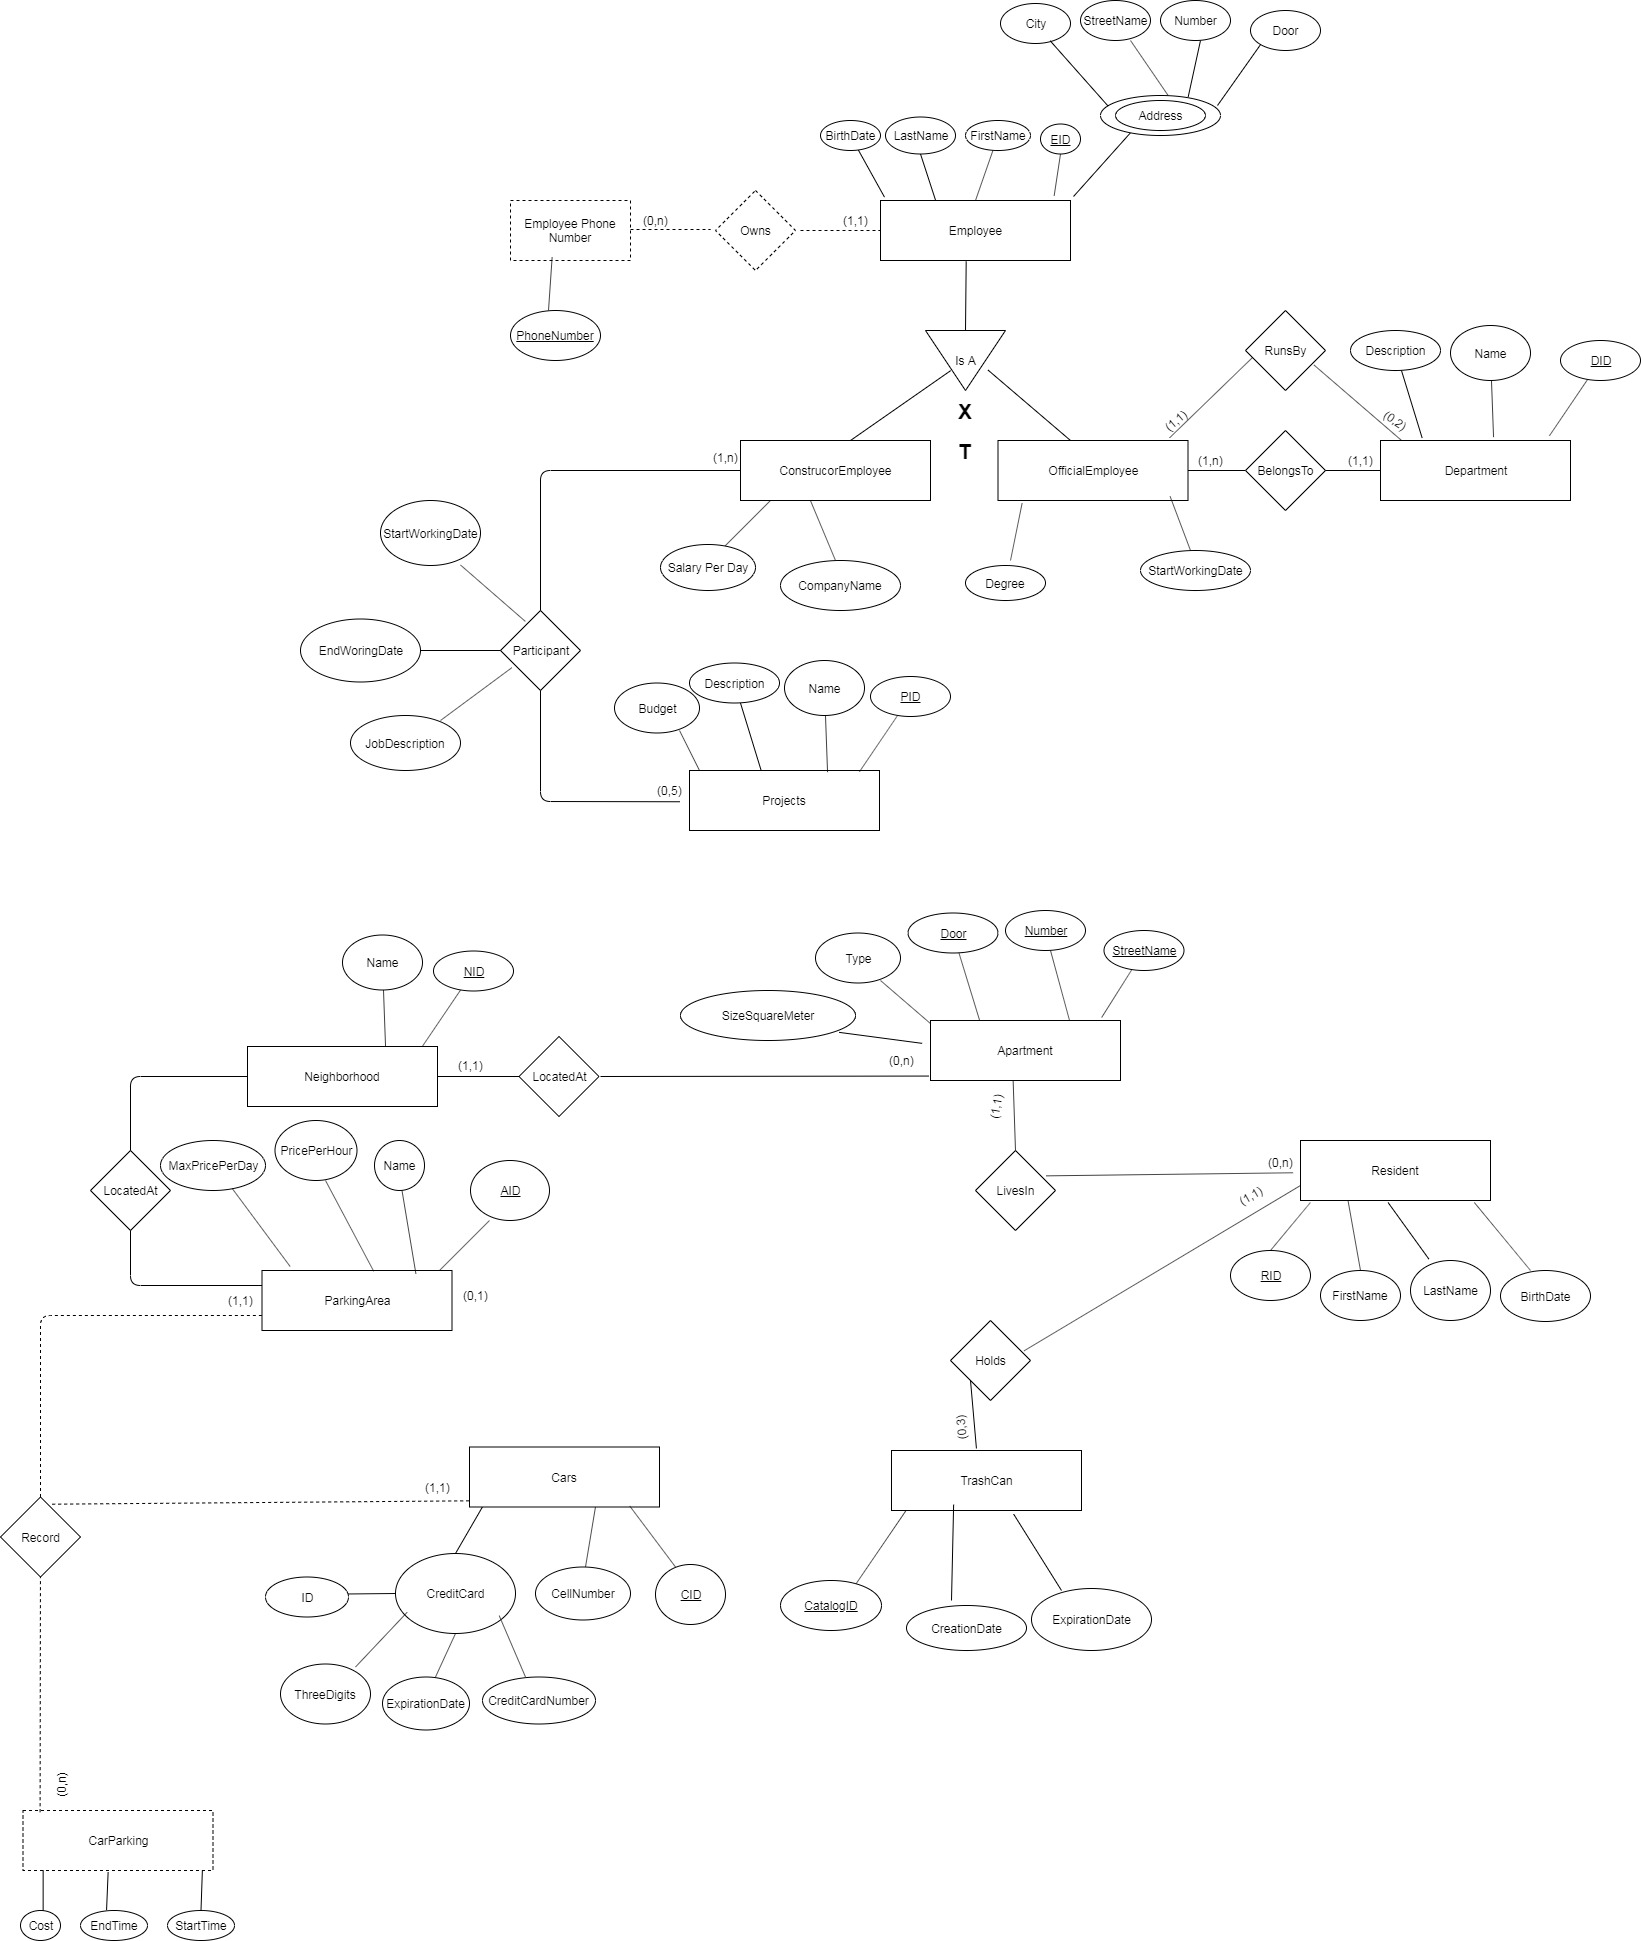 City
StreetName
Number
Door
Address
BirthDate
LastName
FirstName
EID
Employee Phone
Number
(0,n)
Owns
(1,1)
Employee
PhoneNumber
Is A
RunsBy
Description
Name
DID
X
T
(1,1)
(0,2)
(1,n)
ConstrucorEmployee
OfficialEmployee
(1,n)
BelongsTo
(1,1)
Department
StartWorkingDate
Salary Per Day
CompanyName
Degree
StartWorkingDate
EndWoringDate
Participant
JobDescription
Budget
Description
Name
PID
(0,5)
Projects
Name
NID
Type
Door
Number
StreetName
SizeSquareMeter
Neighborhood
(1,1)
LocatedAt
(0,n)
Apartment
(1,1)
LocatedAt
MaxPricePerDay
PricePerHour
Name
AID
LivesIn
(0,n)
Resident
(1,1)
RID
FirstName
LastName
BirthDate
(1,1)
ParkingArea
(0,1)
Holds
(0,3)
Cars
(1,1)
TrashCan
Record
ID
CreditCard
CellNumber
CID
CatalogID
CreationDate
ExpirationDate
ThreeDigits
ExpirationDate
CreditCardNumber
(0,n)
CarParking
Cost
EndTime
StartTime